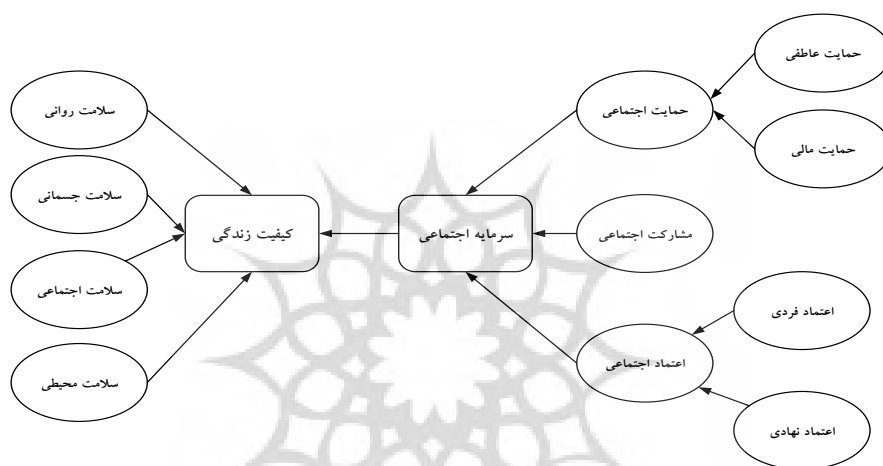 حمایت عاطفی
حمایت مالی
حمایت اجتماعی
مشارکت اجتماعی
اعتماد فردی
اعتماد اجتماعی
اعتماد نهادی
سرمایه اجتماعی
کیفیت زندگی
سلامت روانی
سلامت جسمانی
سلامت اجتماعی
سلامت محیطی